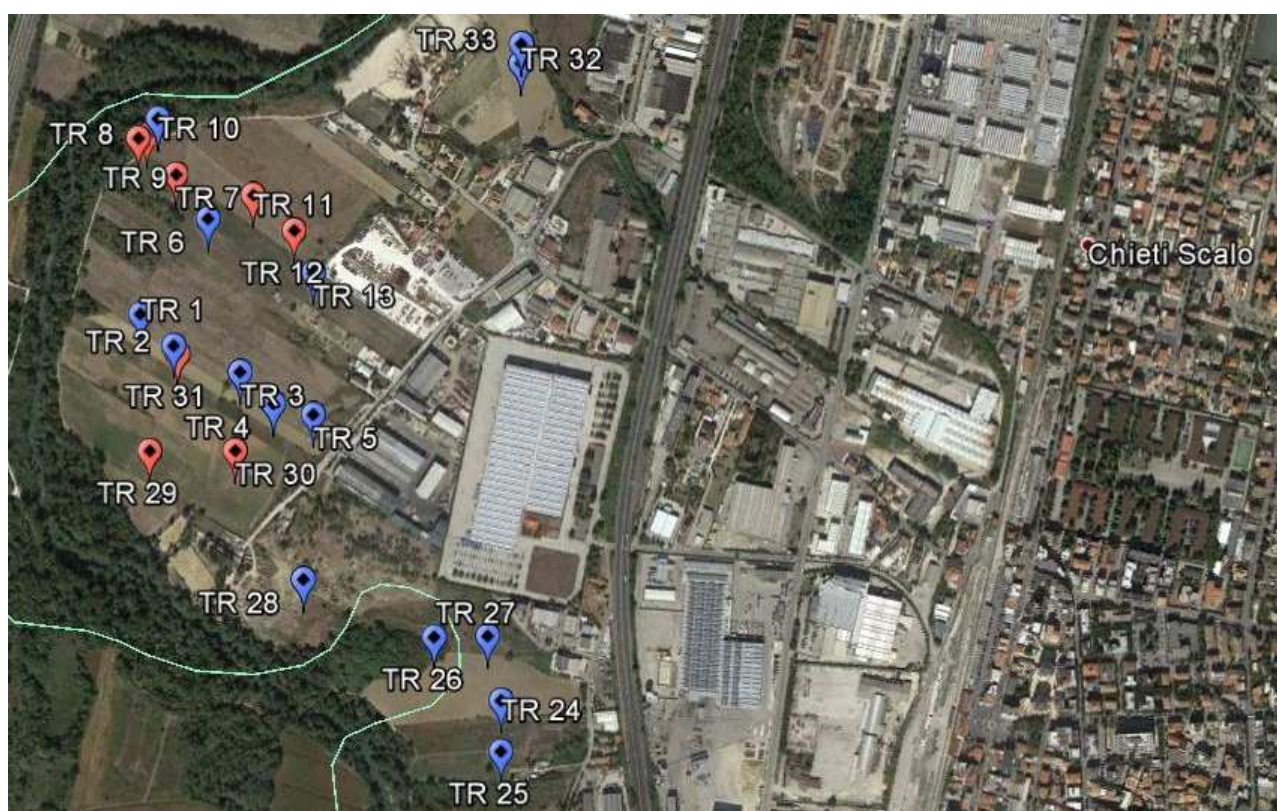 TR 33
TR 32
TR 8
TR 10
TR 9
TR 7
TR 11
TR 6
TR 12
TR 13
Chieti Scalo
TR 1
TR 2
TR 31
TR 3
TR 4
TR 5
TR 29
TR 30
TR 28
TR 27
TR 26
TR 24
TR 25